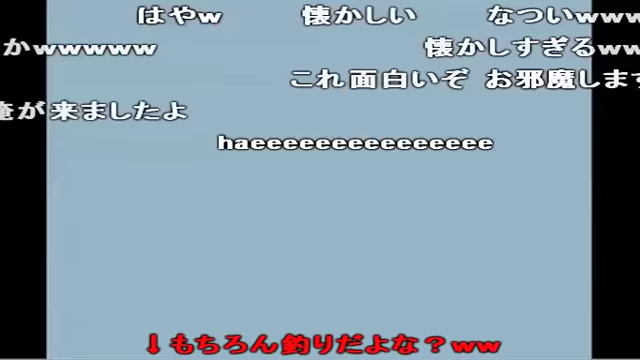 はやw 懐かしい なついwww
かwwwww 懐かしすぎるww
これ面白いぞ お邪魔します
俺が来ましたよ
haeeeeeeeeeeeeeee
↓もちろん釣りだよな？ww